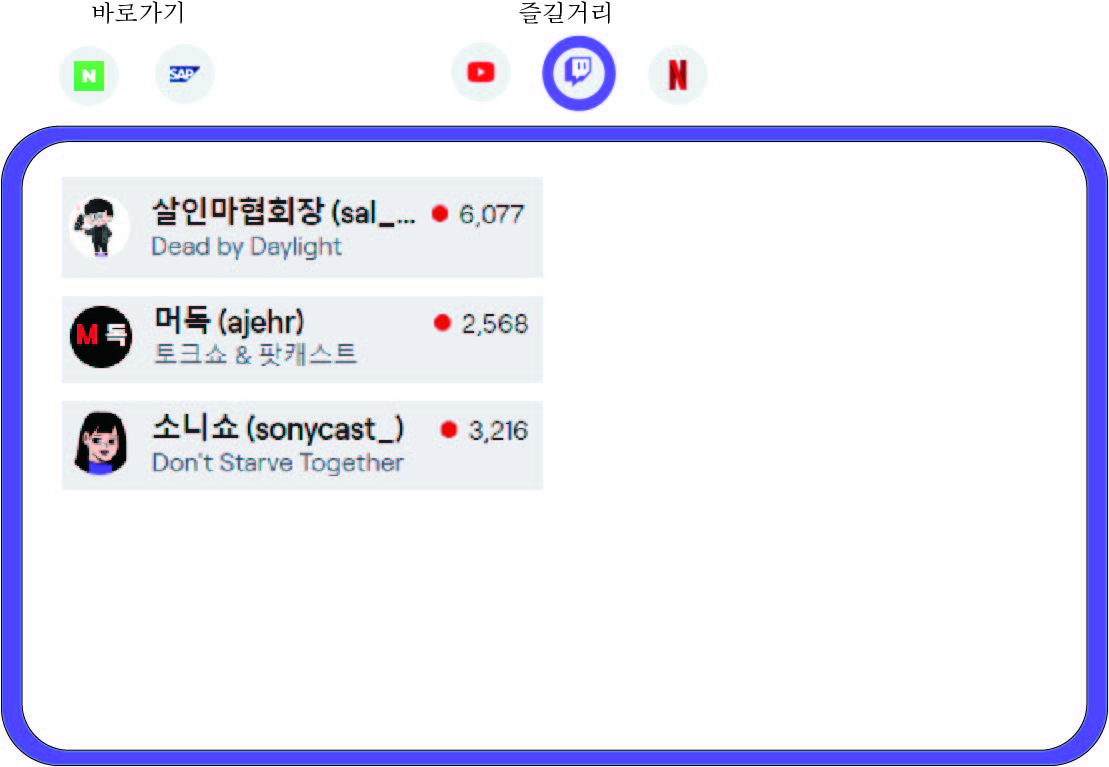 바로가기
즐길거리
N
SAP
N
살인마협회장 (sal_...
6,077
Dead by Daylight
M독
머독 (ajehr)
2,568
토크쇼 & 팟캐스트
소니쇼 (sonycast_)
3,216
Don't Starve Together